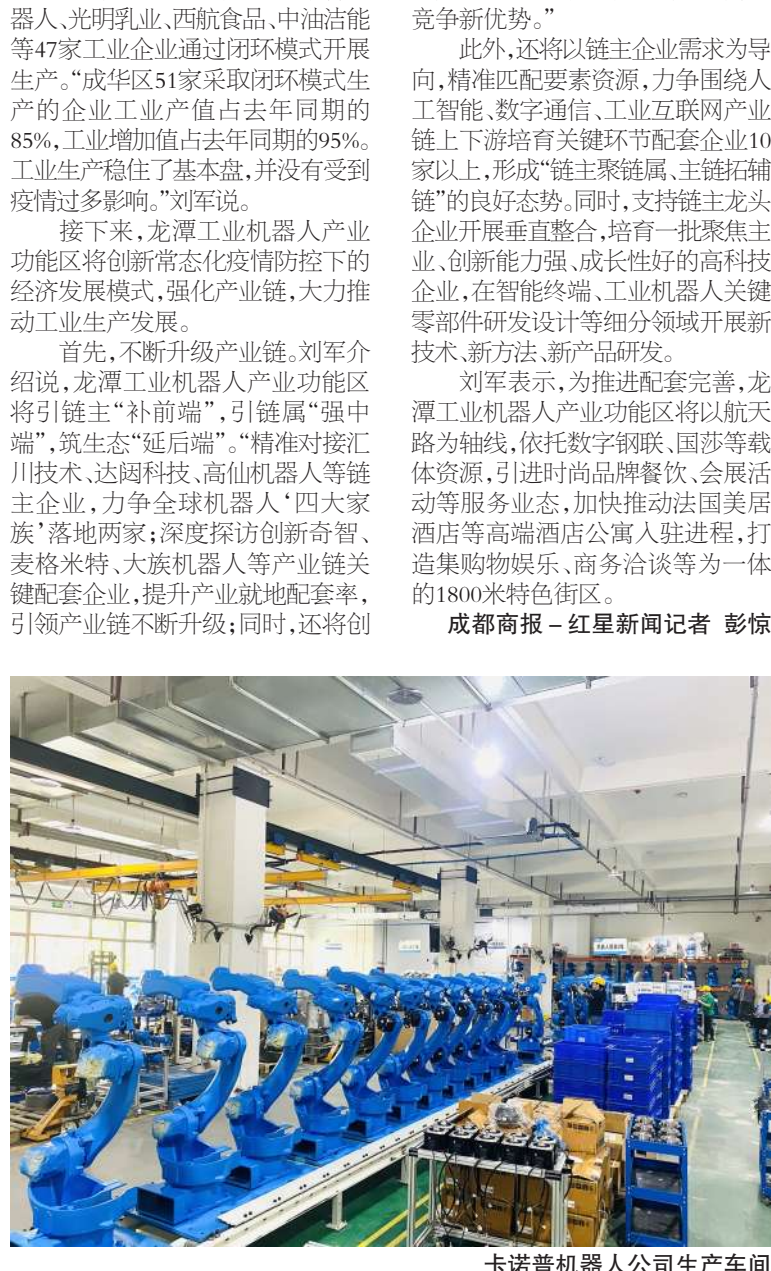 器人、光明乳业、西航食品、中油洁能
等47家工业企业通过闭环模式开展
生产。“成华区51家采取闭环模式生
产的企业工业产值占去年同期的
85%，工业增加值占去年同期的95%。
工业生产稳住了基本盘，并没有受到
疫情过多影响。”刘军说。
接下来，龙潭工业机器人产业
功能区将创新常态化疫情防控下的
经济发展模式，强化产业链，大力推
动工业生产发展。
首先，不断升级产业链。刘军介
绍说，龙潭工业机器人产业功能区
将引链主“补前端”，引链属“强中
端”，筑生态“延后端”。“精准对接汇
川技术、达闼科技、高仙机器人等链
主企业，力争全球机器人‘四大家
族’落地两家；深度探访创新奇智、
麦格米特、大族机器人等产业链关
键配套企业，提升产业就地配套率，
引领产业链不断升级；同时，还将创
竞争新优势。”
此外，还将以链主企业需求为导
向，精准匹配要素资源，力争围绕人
工智能、数字通信、工业互联网产业
链上下游培育关键环节配套企业10
家以上，形成“链主聚链属、主链拓辅
链”的良好态势。同时，支持链主龙头
企业开展垂直整合，培育一批聚焦主
业、创新能力强、成长性好的高科技
企业，在智能终端、工业机器人关键
零部件研发设计等细分领域开展新
技术、新方法、新产品研发。
刘军表示，为推进配套完善，龙
潭工业机器人产业功能区将以航天
路为轴线，依托数字钢联、国莎等载
体资源，引进时尚品牌餐饮、会展活
动等服务业态，加快推动法国美居
酒店等高端酒店公寓入驻进程，打
造集购物娱乐、商务洽谈等为一体
的1800米特色街区。
成都商报－红星新闻记者 彭惊
卡诺普机器人公司生产车间